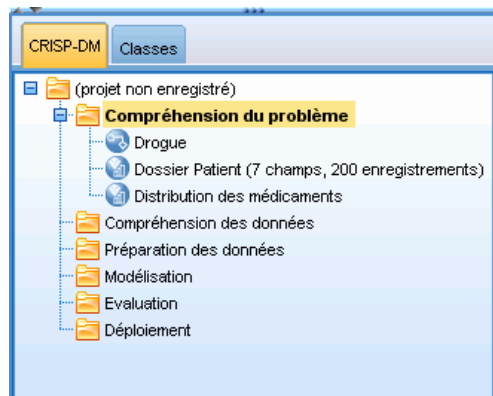 CRISP-DM Classes
(projet non enregistré)
Compréhension du problème
Drogue
Dossier Patient (7 champs, 200 enregistrements)
Distribution des médicaments
Compréhension des données
Préparation des données
Modélisation
Evaluation
Déploiement